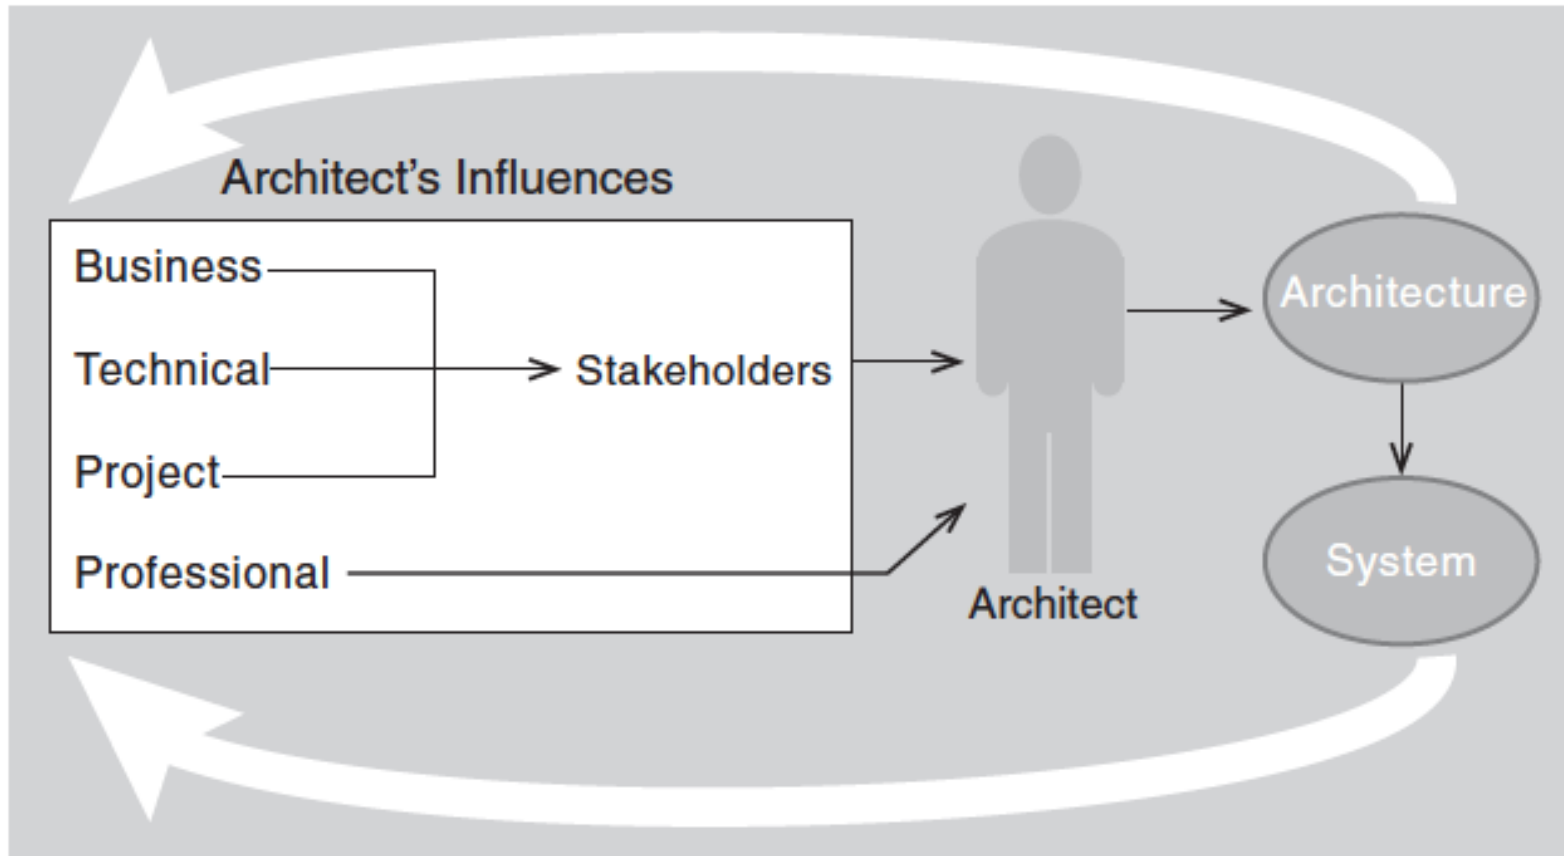 Architect's Influences
Business
Technical
Stakeholders
Project
Professional
Architect
Architecture
System